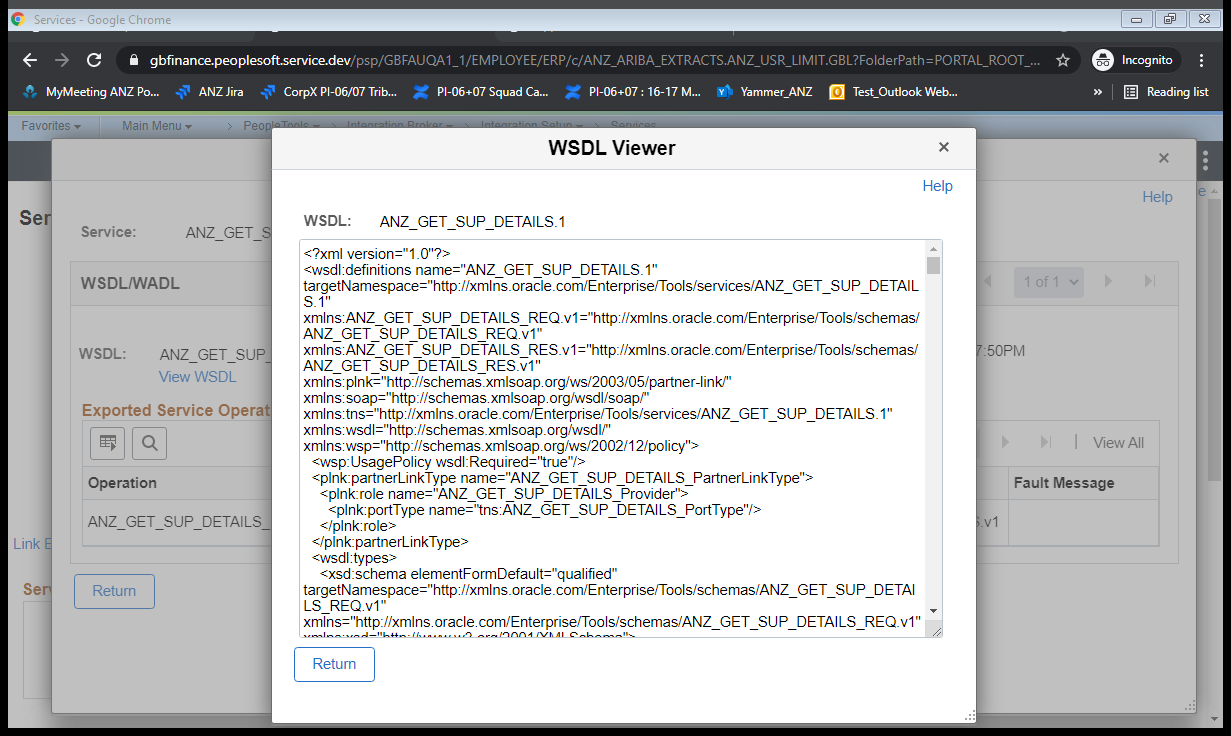 Services - Google Chrome
gbfinance.peoplesoft.service.dev/psp/GBFAUQA1_1/EMPLOYEE/ERP/c/ANZ_ARIBA_EXTRACTS.ANZ_USR_LIMIT.GBL?FolderPath=PORTAL_ROOT_...
Incognito
MyMeeting ANZ Po...
ANZ Jira
CorpX PI-06/07 Trib...
PI-06+07 Squad Ca...
PI-06+07 : 16-17 M...
Yammer_ANZ
Test_Outlook Web...
»
Reading list
Favorites
Main Menu
>
PeopleTools
>
Integration Broker
>
Integration Setup
>
Services
WSDL Viewer
Help
Help
Ser
Service:
ANZ_GET_S
WSDL/WADL
1 of 1
WSDL:
ANZ_GET_SUP_
7:50PM
View WSDL
Exported Service Operat
View All
Operation
Fault Message
ANZ_GET_SUP_DETAILS_
S.v1
Link E
Serv
Return
WSDL:
ANZ_GET_SUP_DETAILS.1
<?xml version="1.0"?>
<wsdl:definitions name="ANZ_GET_SUP_DETAILS.1"
targetNamespace="http://xmlns.oracle.com/Enterprise/Tools/services/ANZ_GET_SUP_DETAIL
S.1"
xmlns:ANZ_GET_SUP_DETAILS_REQ.v1="http://xmlns.oracle.com/Enterprise/Tools/schemas/
ANZ_GET_SUP_DETAILS_REQ.v1"
xmlns:ANZ_GET_SUP_DETAILS_RES.v1="http://xmlns.oracle.com/Enterprise/Tools/schemas/
ANZ_GET_SUP_DETAILS_RES.v1"
xmlns:plnk="http://schemas.xmlsoap.org/ws/2003/05/partner-link/"
xmlns:soap="http://schemas.xmlsoap.org/wsdl/soap/"
xmlns:tns="http://xmlns.oracle.com/Enterprise/Tools/services/ANZ_GET_SUP_DETAILS.1"
xmlns:wsdl="http://schemas.xmlsoap.org/wsdl/"
xmlns:wsp="http://schemas.xmlsoap.org/ws/2002/12/policy">
<wsp:UsagePolicy wsdl:Required="true"/>
<plnk:partnerLinkType name="ANZ_GET_SUP_DETAILS_PartnerLinkType">
<plnk:role name="ANZ_GET_SUP_DETAILS_Provider">
<plnk:portType name="tns:ANZ_GET_SUP_DETAILS_PortType"/>
</plnk:role>
</plnk:partnerLinkType>
<wsdl:types>
<xsd:schema elementFormDefault="qualified"
targetNamespace="http://xmlns.oracle.com/Enterprise/Tools/schemas/ANZ_GET_SUP_DETAI
LS_REQ.v1"
xmlns="http://xmlns.oracle.com/Enterprise/Tools/schemas/ANZ_GET_SUP_DETAILS_REQ.v1"
xmlns:xsd="http://www.w3.org/2001/XMLSchema">
Return